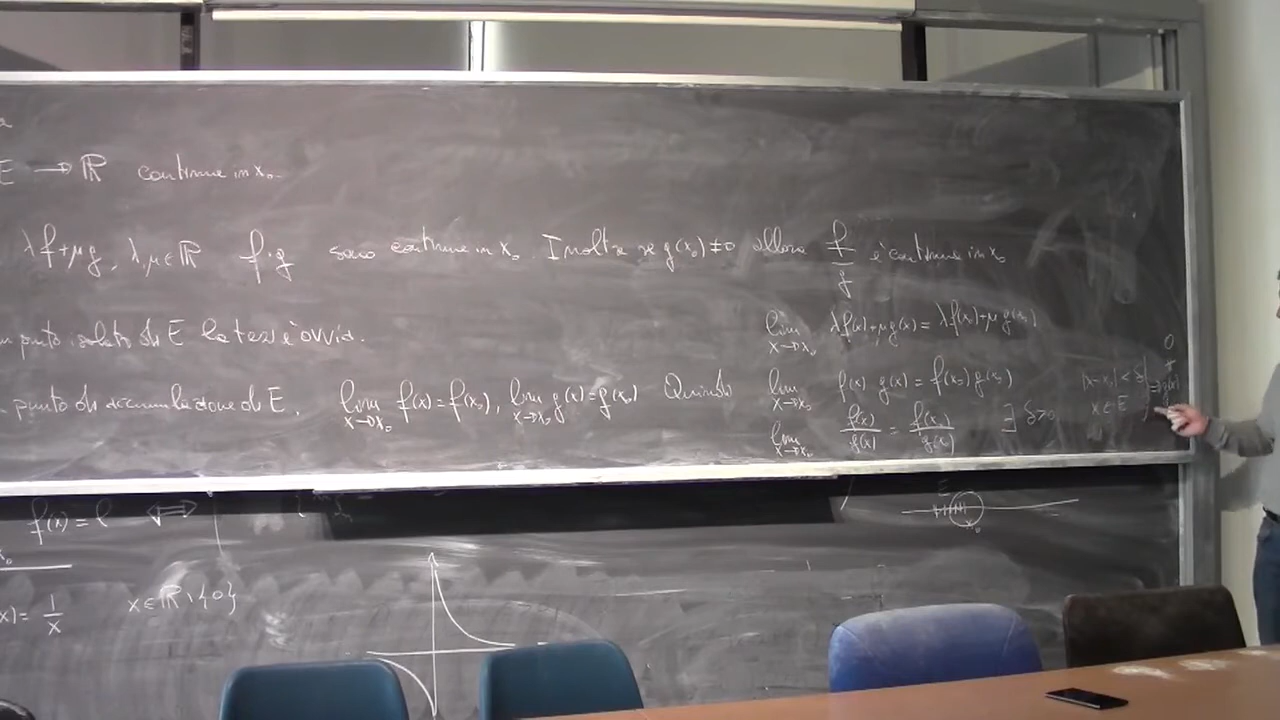 E → ℝ continue in x₀.
λf+μg, λ,μ∈ℝ f·g sono continue in x₀. Inoltre se g(x₀)≠0 allora f/g è continua in x₀
punto isolato di E la tesi è ovvia.
lim x→x₀ λf(x)+μg(x) = λf(x₀)+μg(x₀)
punto di accumulazione di E. lim x→x₀ f(x)=f(x₀), lim x→x₀ g(x)=g(x₀) Quindi lim x→x₀ f(x) g(x) = f(x₀) g(x₀)
lim x→x₀ f(x)/g(x) = f(x₀)/g(x₀) ∃ δ>0 |x-x₀|<δ x∈E ⇒ g(x) ≠ 0
f(x) = l ⟺
E
x₀
x) = 1/x x∈ℝ\{0}